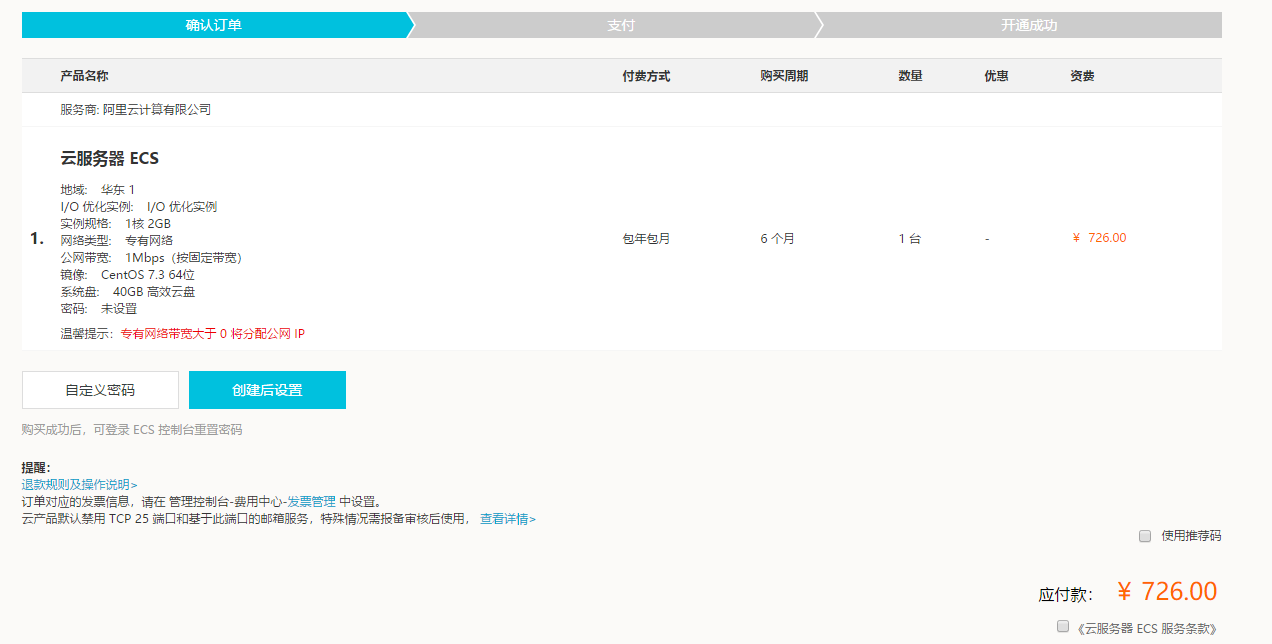 确认订单 支付 开通成功
产品名称 付费方式 购买周期 数量 优惠 资费
服务商: 阿里云计算有限公司
云服务器 ECS
地域: 华东 1
I/O 优化实例: I/O 优化实例
实例规格: 1核 2GB
1. 网络类型: 专有网络 包年包月 6 个月 1 台 - ¥ 726.00
公网带宽: 1Mbps（按固定带宽）
镜像: CentOS 7.3 64位
系统盘: 40GB 高效云盘
密码: 未设置
温馨提示: 专有网络带宽大于 0 将分配公网 IP
自定义密码 创建后设置
购买成功后，可登录 ECS 控制台重置密码
提醒：
退款规则及操作说明>
订单对应的发票信息，请在 管理控制台-费用中心-发票管理 中设置。
云产品默认禁用 TCP 25 端口和基于此端口的邮箱服务，特殊情况需报备审核后使用， 查看详情>
使用推荐码
应付款： ¥ 726.00
《云服务器 ECS 服务条款》